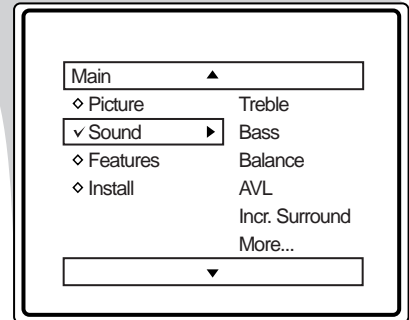 Main
Picture Treble
Sound Bass
Features Balance
Install AVL
Incr. Surround
More...